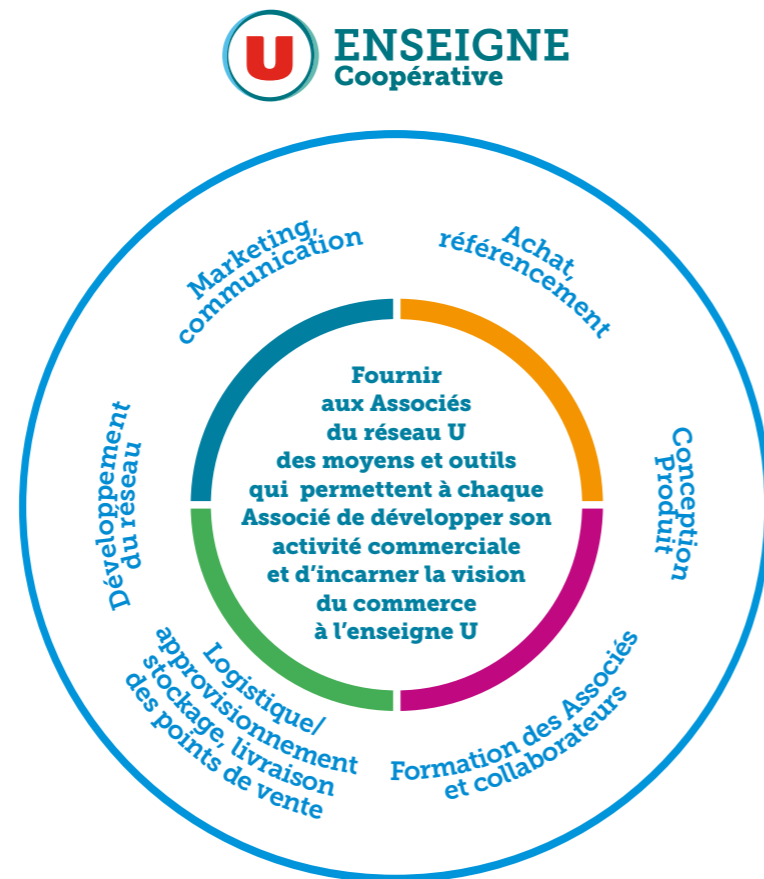 U
ENSEIGNE
Coopérative
Marketing,
communication
Achat,
référencement
Développement
du réseau
Fournir
aux Associés
du réseau U
des moyens et outils
qui permettent à chaque
Associé de développer son
activité commerciale
et d’incarner la vision
du commerce
à l’enseigne U
Conception
Produit
Logistique/
approvisionnement
stockage, livraison
des points de vente
Formation des Associés
et collaborateurs